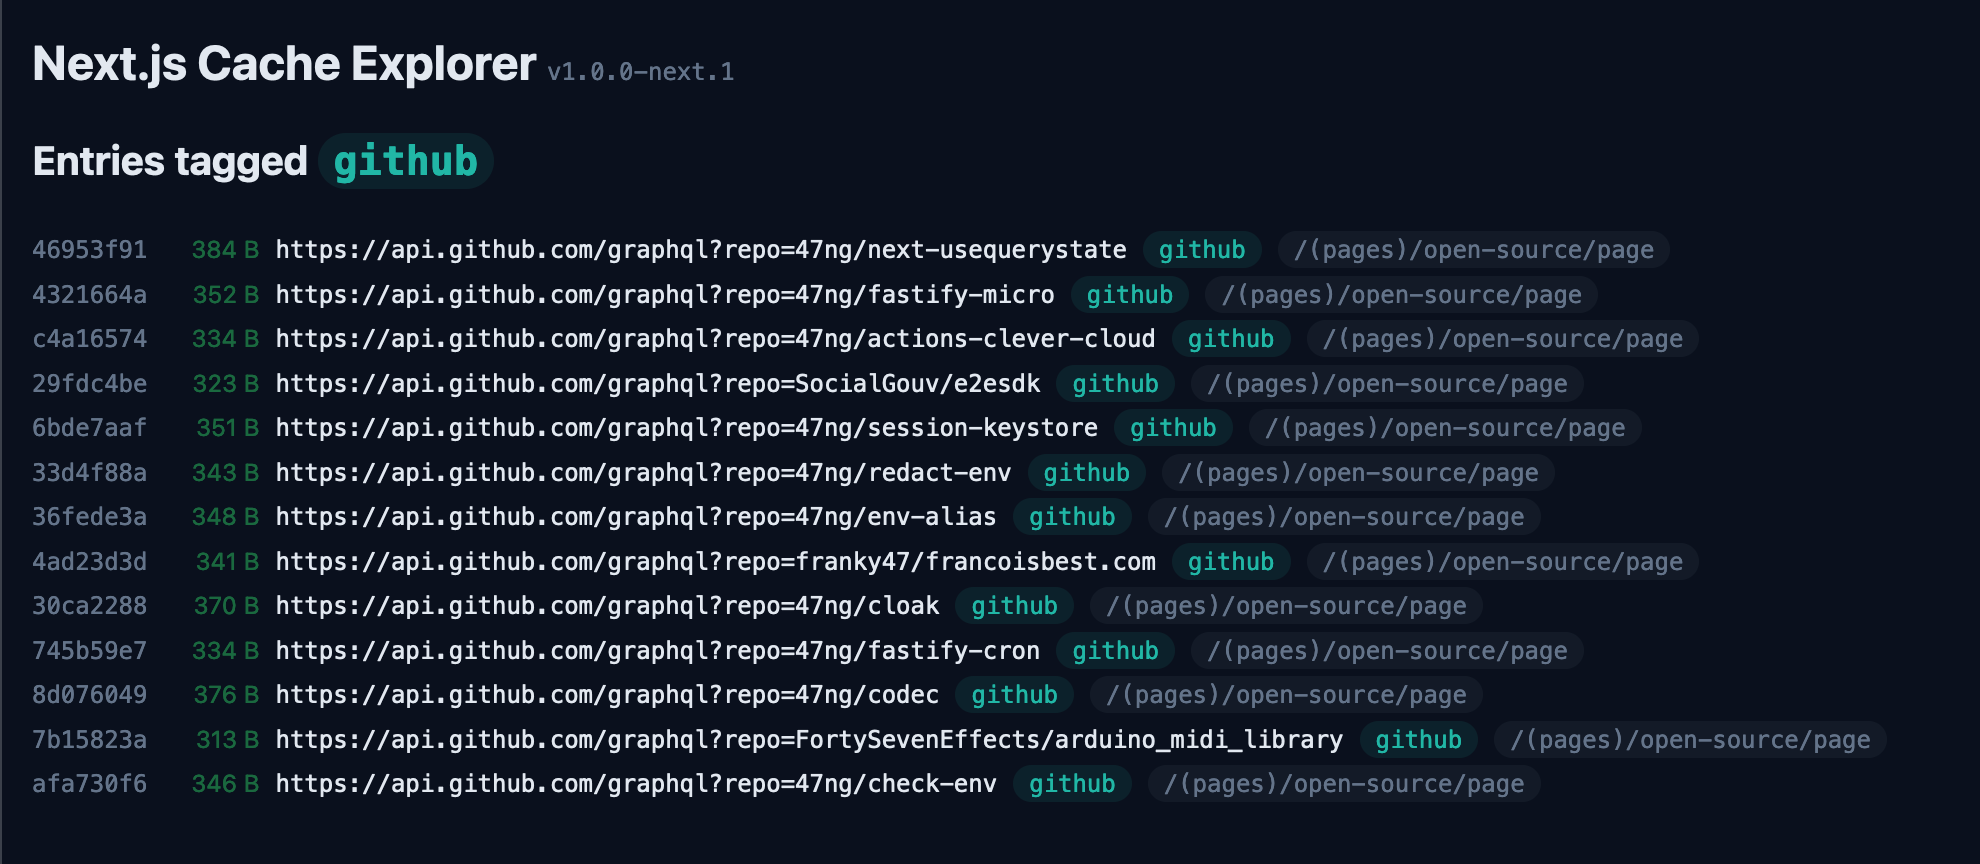 Next.js Cache Explorer v1.0.0-next.1
Entries tagged github
46953f91 384 B https://api.github.com/graphql?repo=47ng/next-usequerystate github /(pages)/open-source/page
4321664a 352 B https://api.github.com/graphql?repo=47ng/fastify-micro github /(pages)/open-source/page
c4a16574 334 B https://api.github.com/graphql?repo=47ng/actions-clever-cloud github /(pages)/open-source/page
29fdc4be 323 B https://api.github.com/graphql?repo=SocialGouv/e2esdk github /(pages)/open-source/page
6bde7aaf 351 B https://api.github.com/graphql?repo=47ng/session-keystore github /(pages)/open-source/page
33d4f88a 343 B https://api.github.com/graphql?repo=47ng/redact-env github /(pages)/open-source/page
36fede3a 348 B https://api.github.com/graphql?repo=47ng/env-alias github /(pages)/open-source/page
4ad23d3d 341 B https://api.github.com/graphql?repo=franky47/francoisbest.com github /(pages)/open-source/page
30ca2288 370 B https://api.github.com/graphql?repo=47ng/cloak github /(pages)/open-source/page
745b59e7 334 B https://api.github.com/graphql?repo=47ng/fastify-cron github /(pages)/open-source/page
8d076049 376 B https://api.github.com/graphql?repo=47ng/codec github /(pages)/open-source/page
7b15823a 313 B https://api.github.com/graphql?repo=FortySevenEffects/arduino_midi_library github /(pages)/open-source/page
afa730f6 346 B https://api.github.com/graphql?repo=47ng/check-env github /(pages)/open-source/page